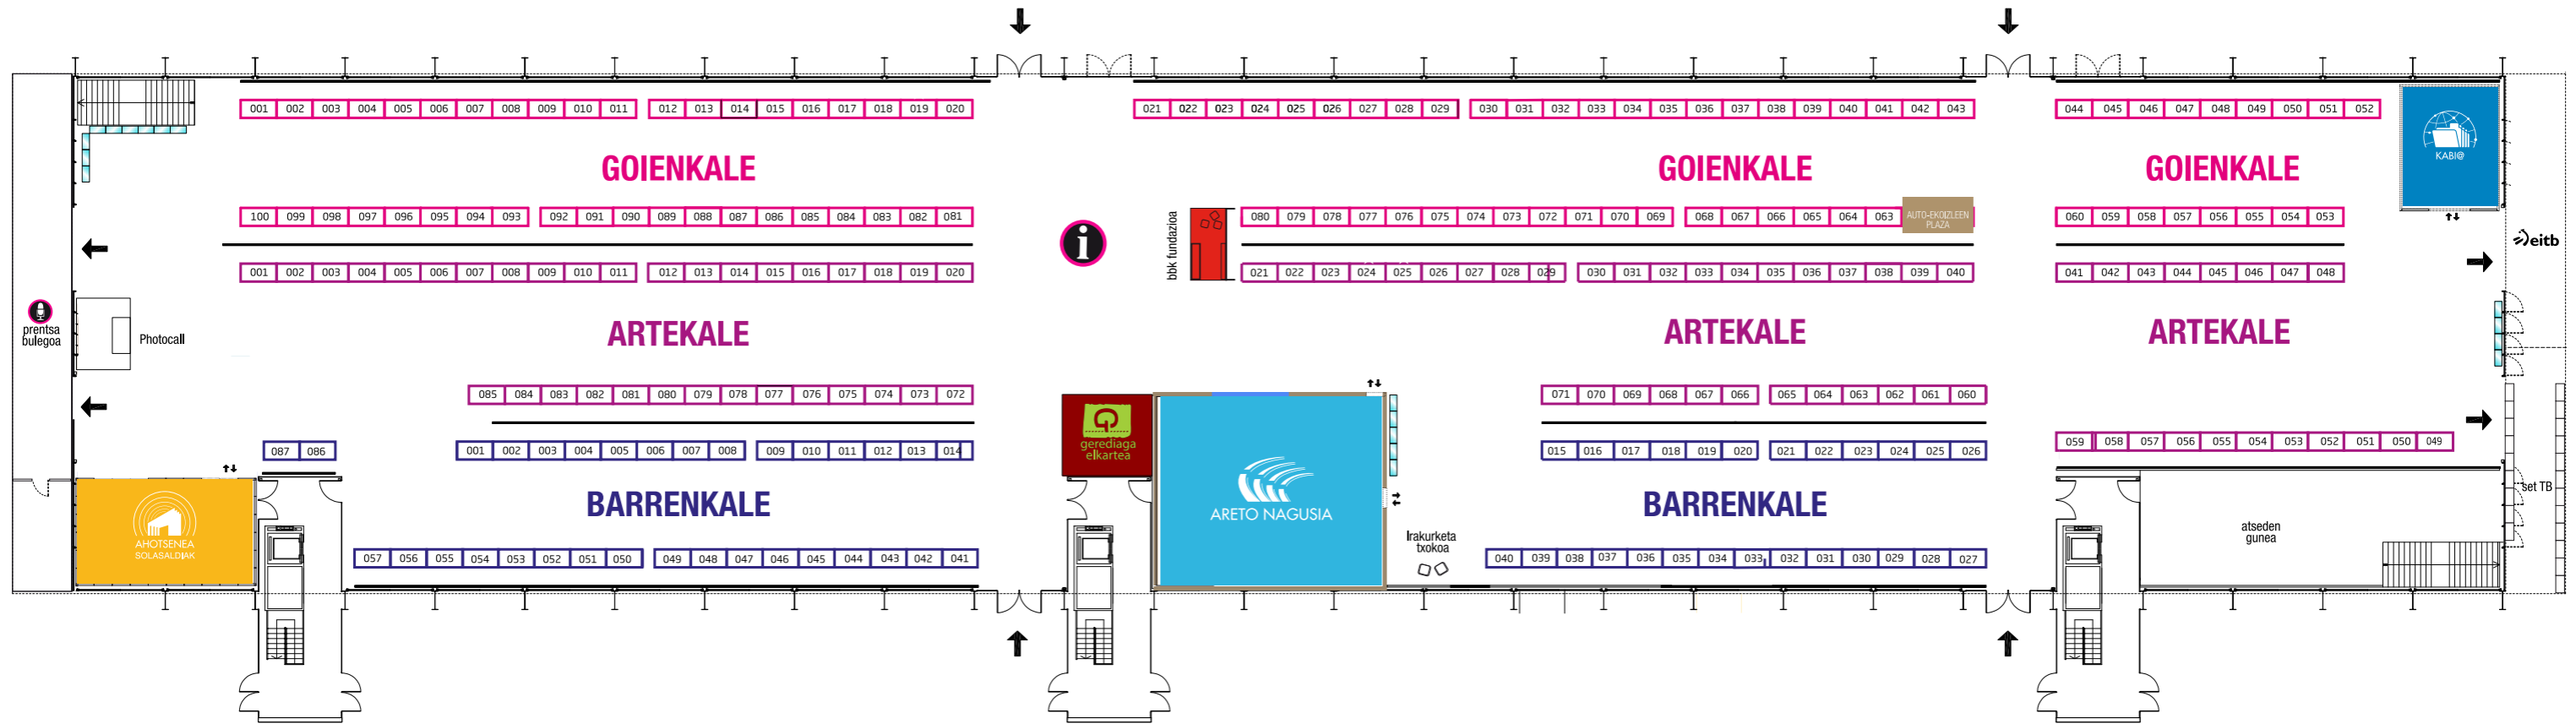 001 002 003 004 005 006 007 008 009 010 011 012 013 014 015 016 017 018 019 020 021 022 023 024 025 026 027 028 029 030 031 032 033 034 035 036 037 038 039 040 041 042 043 044 045 046 047 048 049 050 051 052
GOIENKALE GOIENKALE GOIENKALE
KABI@
100 099 098 097 096 095 094 093 092 091 090 089 088 087 086 085 084 083 082 081 080 079 078 077 076 075 074 073 072 071 070 069 068 067 066 065 064 063 060 059 058 057 056 055 054 053
AUTO-EKOIZLEEN
PLAZA
i
bbk fundazioa
eitb
001 002 003 004 005 006 007 008 009 010 011 012 013 014 015 016 017 018 019 020 021 022 023 024 025 026 027 028 029 030 031 032 033 034 035 036 037 038 039 040 041 042 043 044 045 046 047 048
prentsa
bulegoa
Photocall
ARTEKALE ARTEKALE ARTEKALE
085 084 083 082 081 080 079 078 077 076 075 074 073 072 071 070 069 068 067 066 065 064 063 062 061 060
gerediaga
elkartea
059 058 057 056 055 054 053 052 051 050 049
087 086 001 002 003 004 005 006 007 008 009 010 011 012 013 014 015 016 017 018 019 020 021 022 023 024 025 026
set TB
BARRENKALE BARRENKALE
ARETO NAGUSIA
AHOTSENEA
SOLASALDIAK
Irakurketa
txokoa
atseden
gunea
057 056 055 054 053 052 051 050 049 048 047 046 045 044 043 042 041 040 039 038 037 036 035 034 033 032 031 030 029 028 027